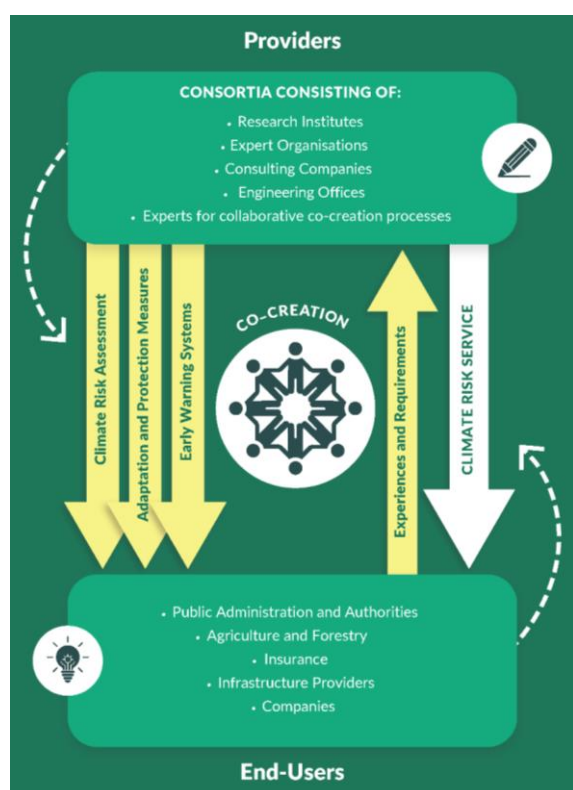 Providers
CONSORTIA CONSISTING OF:
• Research Institutes
• Expert Organisations
• Consulting Companies
• Engineering Offices
• Experts for collaborative co-creation processes
Climate Risk Assessment
Adaptation and Protection Measures
Early Warning Systems
CO-CREATION
Experiences and Requirements
CLIMATE RISK SERVICE
• Public Administration and Authorities
• Agriculture and Forestry
• Insurance
• Infrastructure Providers
• Companies
End-Users